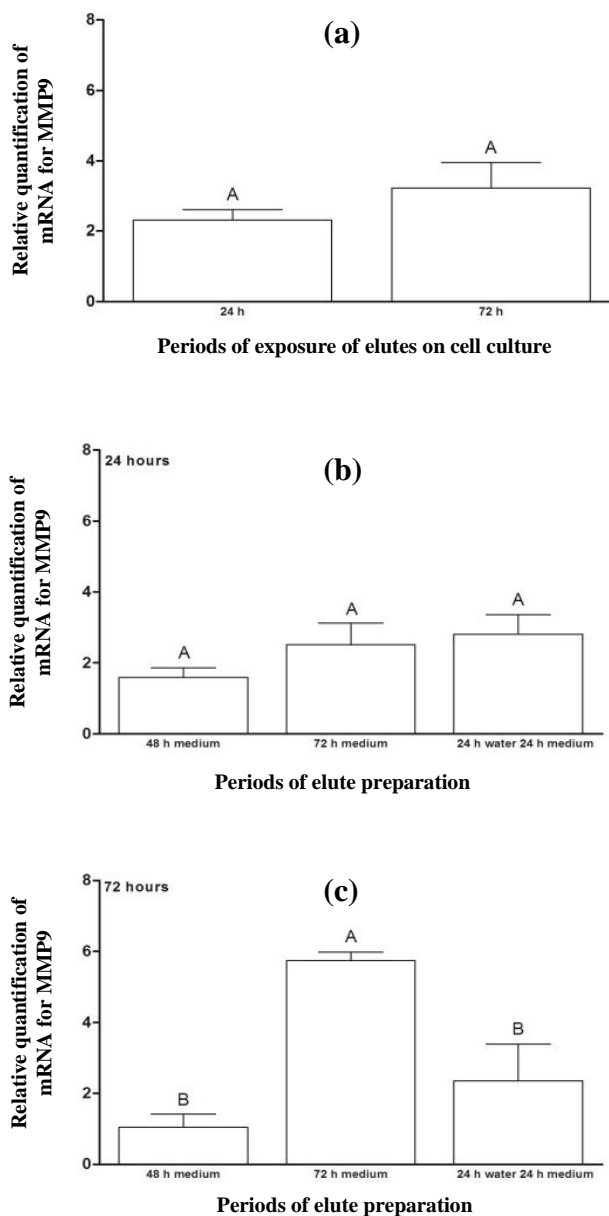 (a)
Relative quantification of
mRNA for MMP9
8
6
4
2
0
A
A
24 h
72 h
Periods of exposure of elutes on cell culture
(b)
24 hours
Relative quantification of
mRNA for MMP9
8
6
4
2
0
A
A
A
48 h medium
72 h medium
24 h water 24 h medium
Periods of elute preparation
(c)
72 hours
Relative quantification of
mRNA for MMP9
8
6
4
2
0
B
A
B
48 h medium
72 h medium
24 h water 24 h medium
Periods of elute preparation